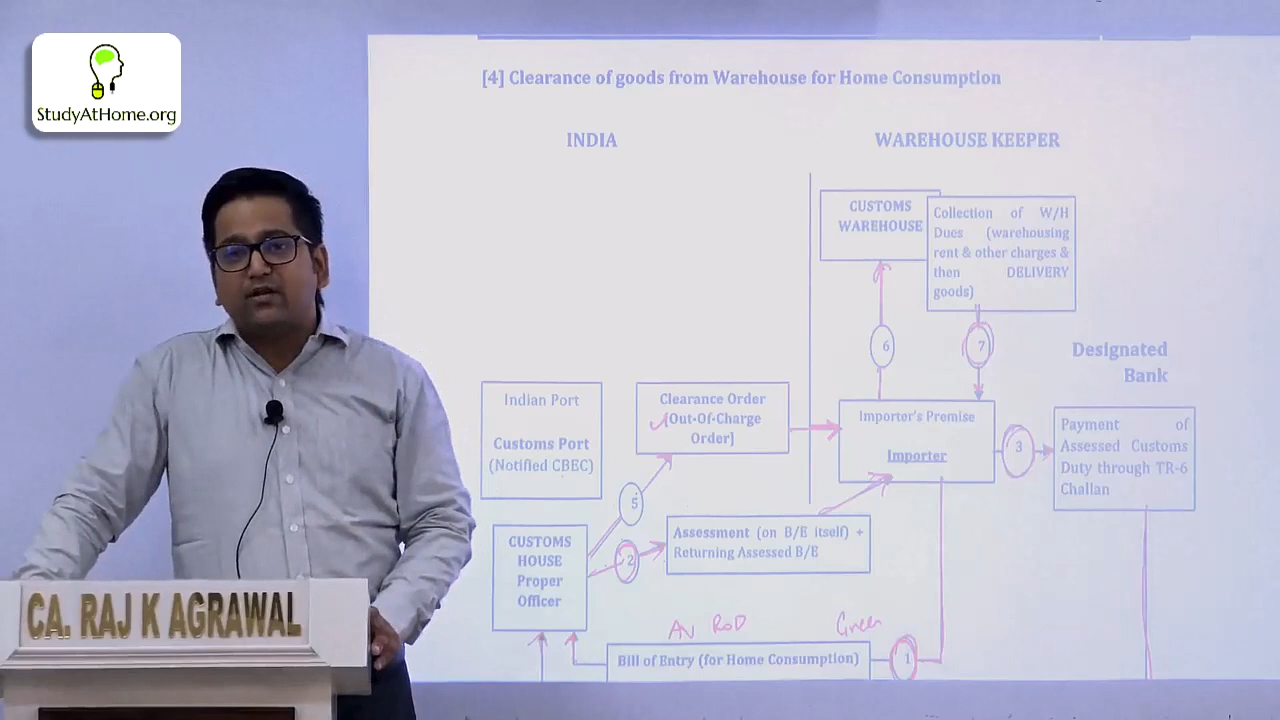 StudyAtHome.org
[4] Clearance of goods from Warehouse for Home Consumption
INDIA
WAREHOUSE KEEPER
CUSTOMS
WAREHOUSE
Collection of W/H
Dues (warehousing
rent & other charges &
then DELIVERY
goods)
6
7
Designated
Bank
Indian Port
Customs Port
(Notified CBEC)
Clearance Order
[Out-Of-Charge
Order]
Importer's Premise
Importer
3
Payment of
Assessed Customs
Duty through TR-6
Challan
5
CUSTOMS
HOUSE
Proper
Officer
2
Assessment (on B/E itself) +
Returning Assessed B/E
AV RoD
Green
Bill of Entry (for Home Consumption)
1
CA. RAJ K AGRAWAL